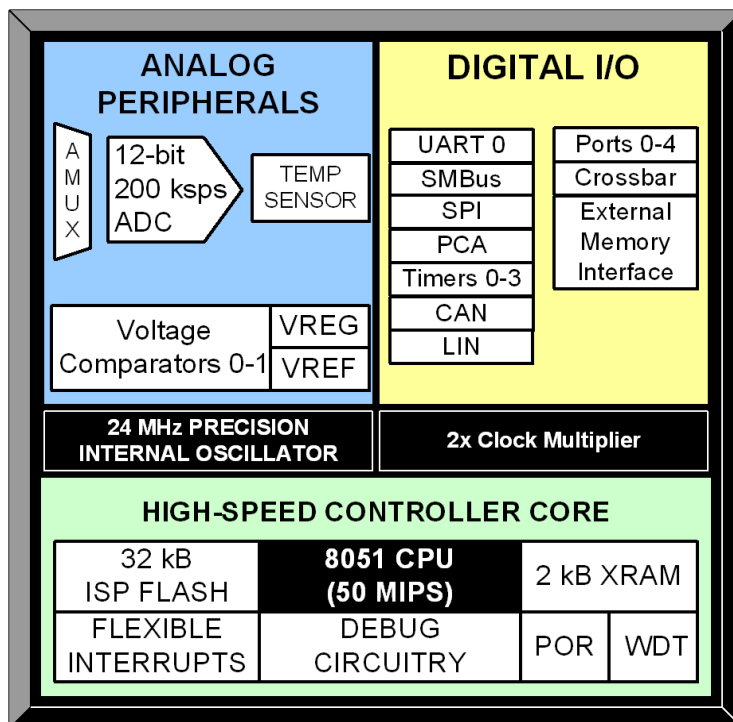 ANALOG
PERIPHERALS
A
M
U
X
12-bit
200 ksps
ADC
TEMP
SENSOR
Voltage
Comparators 0-1
VREG
VREF
DIGITAL I/O
UART 0
SMBus
SPI
PCA
Timers 0-3
CAN
LIN
Ports 0-4
Crossbar
External
Memory
Interface
24 MHz PRECISION
INTERNAL OSCILLATOR
2x Clock Multiplier
HIGH-SPEED CONTROLLER CORE
32 kB
ISP FLASH
8051 CPU
(50 MIPS)
2 kB XRAM
FLEXIBLE
INTERRUPTS
DEBUG
CIRCUITRY
POR
WDT